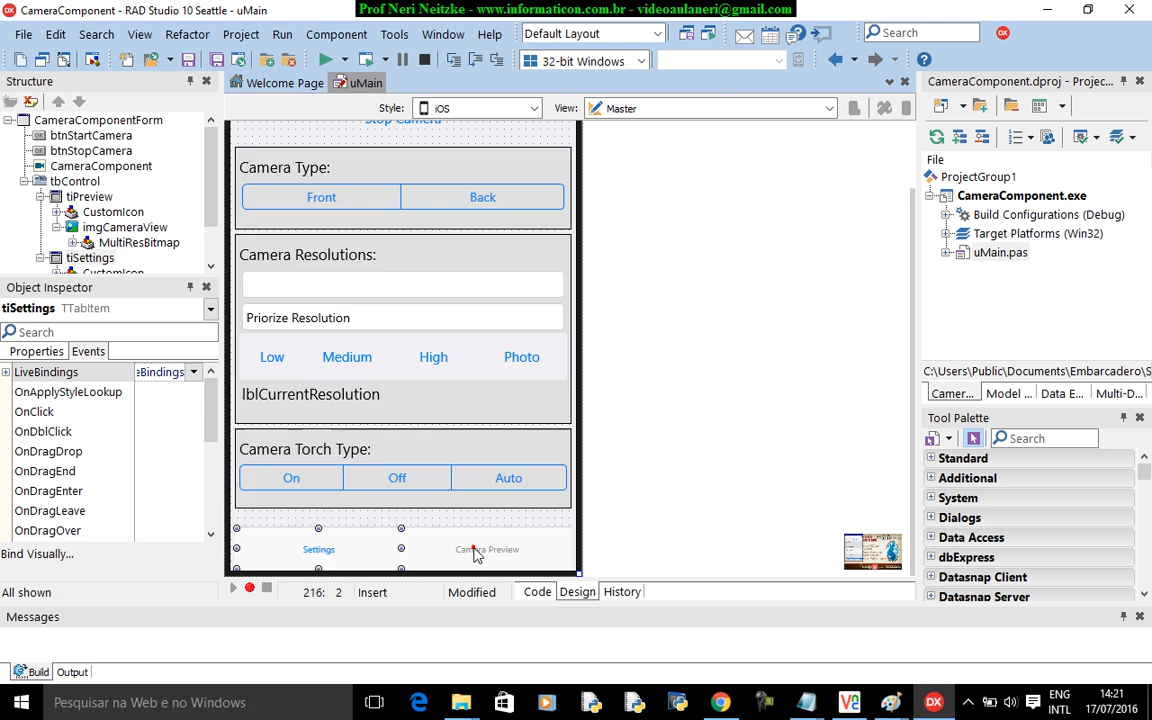 CameraComponent - RAD Studio 10 Seattle - uMain
Prof Neri Neitzke - www.informaticon.com.br - videoaulaneri@gmail.com
File Edit Search View Refactor Project Run Component Tools Window Help
Default Layout
Search
32-bit Windows
Structure
CameraComponentForm
btnStartCamera
btnStopCamera
CameraComponent
tbControl
tiPreview
CustomIcon
imgCameraView
MultiResBitmap
tiSettings
CustomIcon
Object Inspector
tiSettings TTabItem
Search
Properties Events
LiveBindings eBindings
OnApplyStyleLookup
OnClick
OnDblClick
OnDragDrop
OnDragEnd
OnDragEnter
OnDragLeave
OnDragOver
Bind Visually...
All shown
Welcome Page
uMain
Style: iOS View: Master
Stop Camera
Camera Type:
Front Back
Camera Resolutions:
Priorize Resolution
Low Medium High Photo
lblCurrentResolution
Camera Torch Type:
On Off Auto
Settings Camera Preview
216: 2 Insert Modified Code Design History
CameraComponent.dproj - Projec...
File
ProjectGroup1
CameraComponent.exe
Build Configurations (Debug)
Target Platforms (Win32)
uMain.pas
C:\Users\Public\Documents\Embarcadero\S
Camer... Model ... Data E... Multi-D...
Tool Palette
Search
Standard
Additional
System
Dialogs
Data Access
dbExpress
Datasnap Client
Datasnap Server
Messages
Build Output
Pesquisar na Web e no Windows
ENG
INTL
14:21
17/07/2016